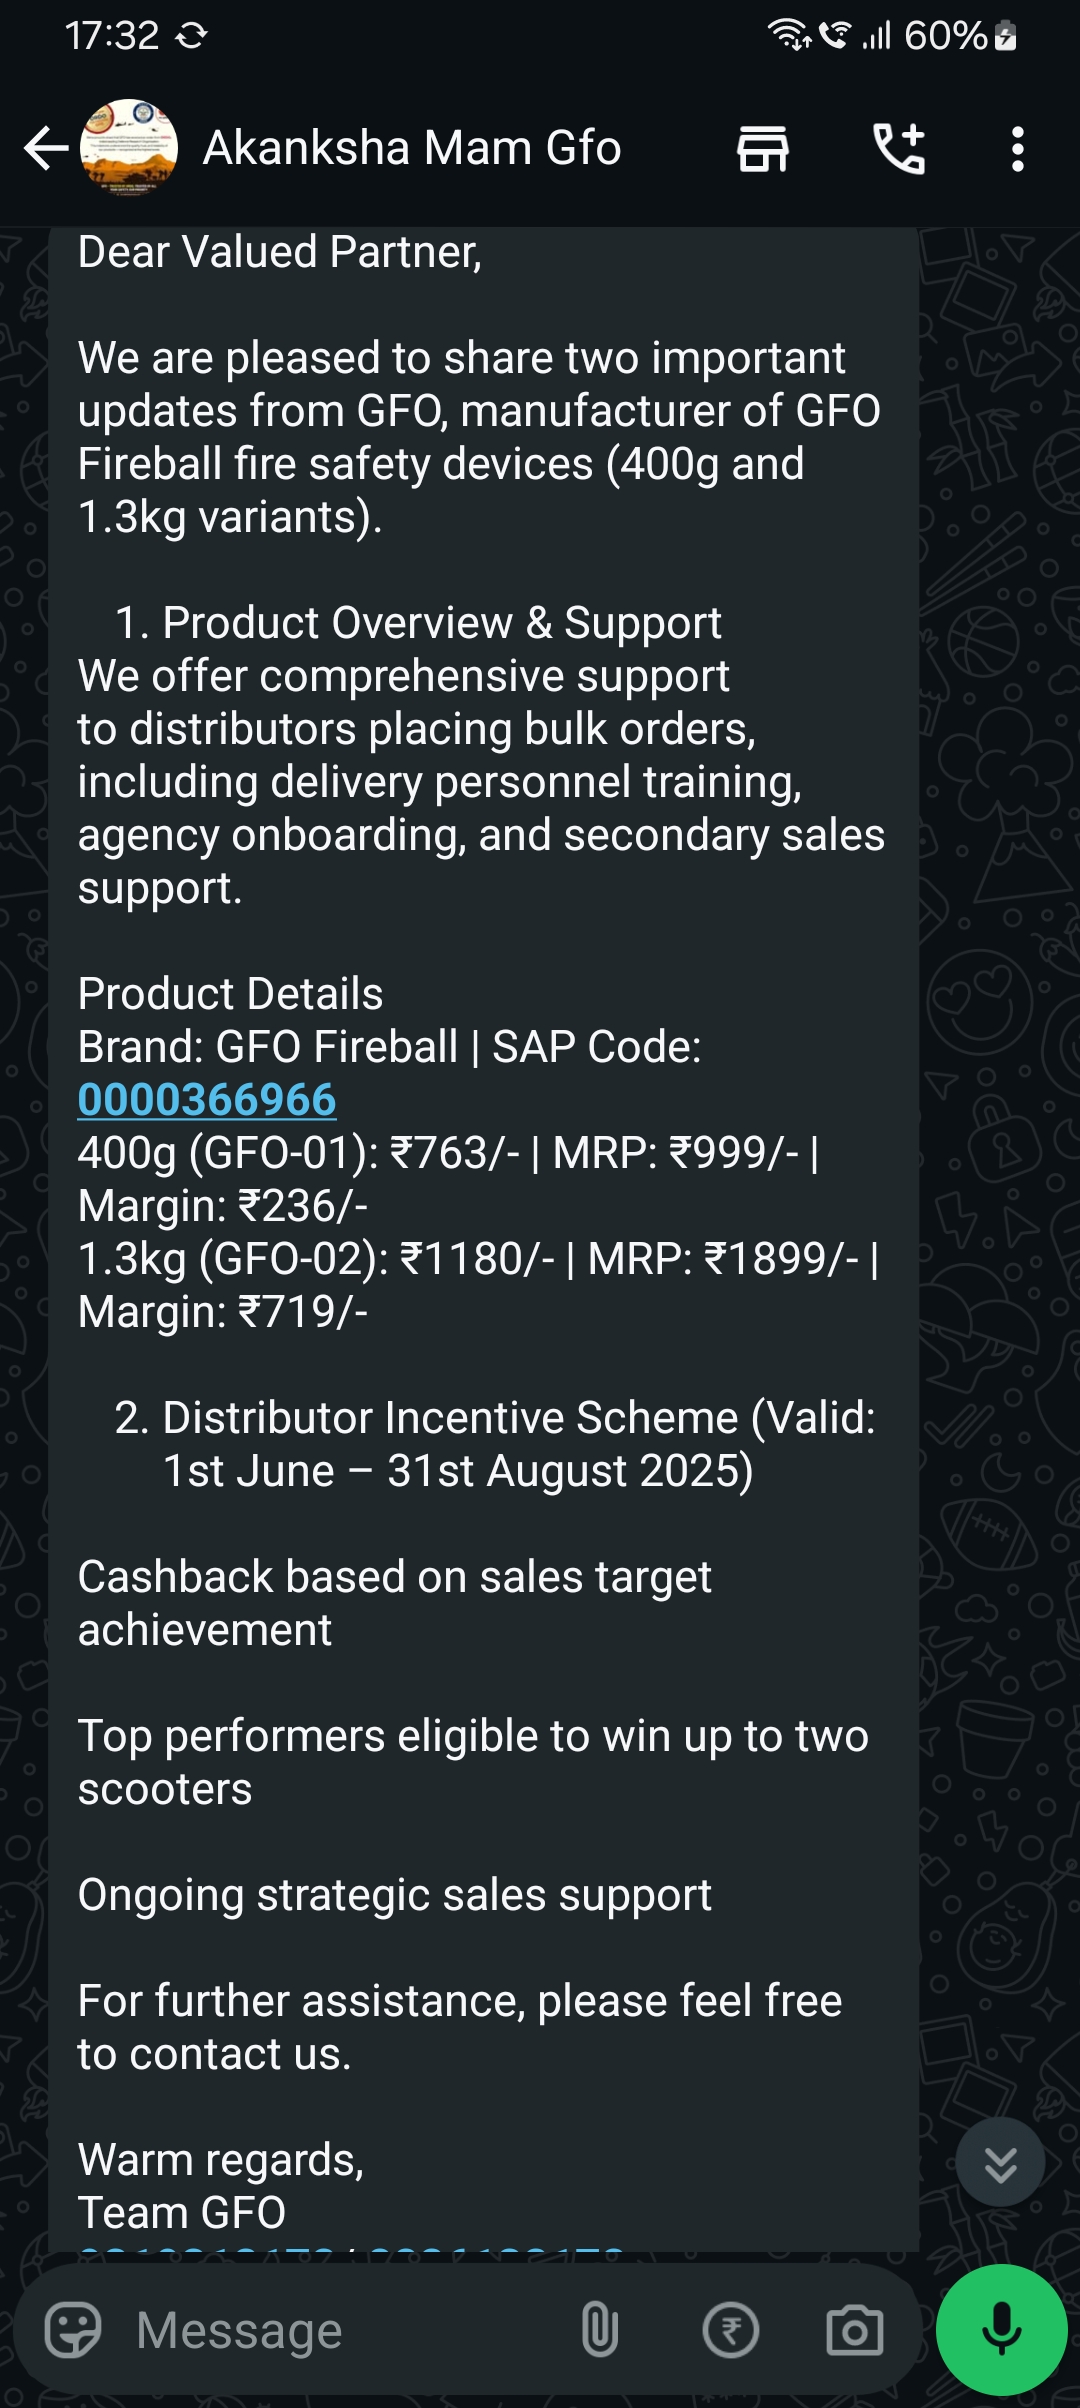 17:32 60%
Akanksha Mam Gfo
Dear Valued Partner,
We are pleased to share two important
updates from GFO, manufacturer of GFO
Fireball fire safety devices (400g and
1.3kg variants).
1. Product Overview & Support
We offer comprehensive support
to distributors placing bulk orders,
including delivery personnel training,
agency onboarding, and secondary sales
support.
Product Details
Brand: GFO Fireball | SAP Code:
0000366966
400g (GFO-01): ₹763/- | MRP: ₹999/- |
Margin: ₹236/-
1.3kg (GFO-02): ₹1180/- | MRP: ₹1899/- |
Margin: ₹719/-
2. Distributor Incentive Scheme (Valid:
1st June – 31st August 2025)
Cashback based on sales target
achievement
Top performers eligible to win up to two
scooters
Ongoing strategic sales support
For further assistance, please feel free
to contact us.
Warm regards,
Team GFO
Message